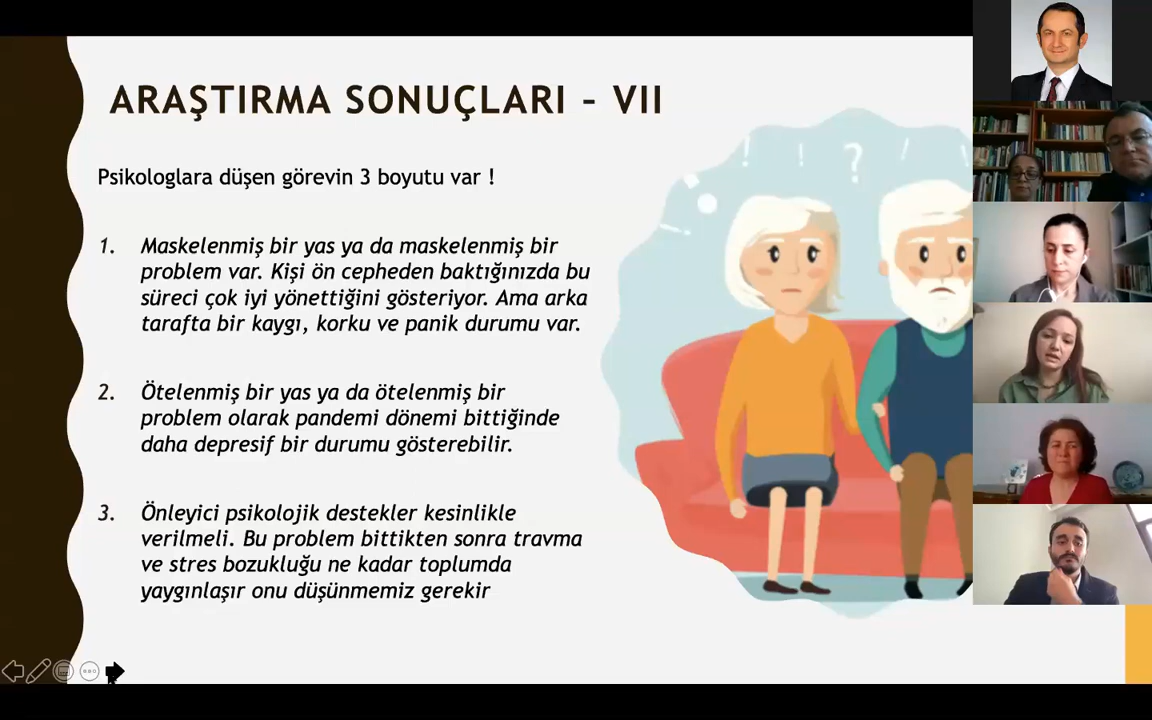 ARAŞTIRMA SONUÇLARI – VII
Psikologlara düşen görevin 3 boyutu var !
1. Maskelenmiş bir yas ya da maskelenmiş bir
problem var. Kişi ön cepheden baktığınızda bu
süreci çok iyi yönettiğini gösteriyor. Ama arka
tarafta bir kaygı, korku ve panik durumu var.
2. Ötelenmiş bir yas ya da ötelenmiş bir
problem olarak pandemi dönemi bittiğinde
daha depresif bir durumu gösterebilir.
3. Önleyici psikolojik destekler kesinlikle
verilmeli. Bu problem bittikten sonra travma
ve stres bozukluğu ne kadar toplumda
yaygınlaşır onu düşünmemiz gerekir